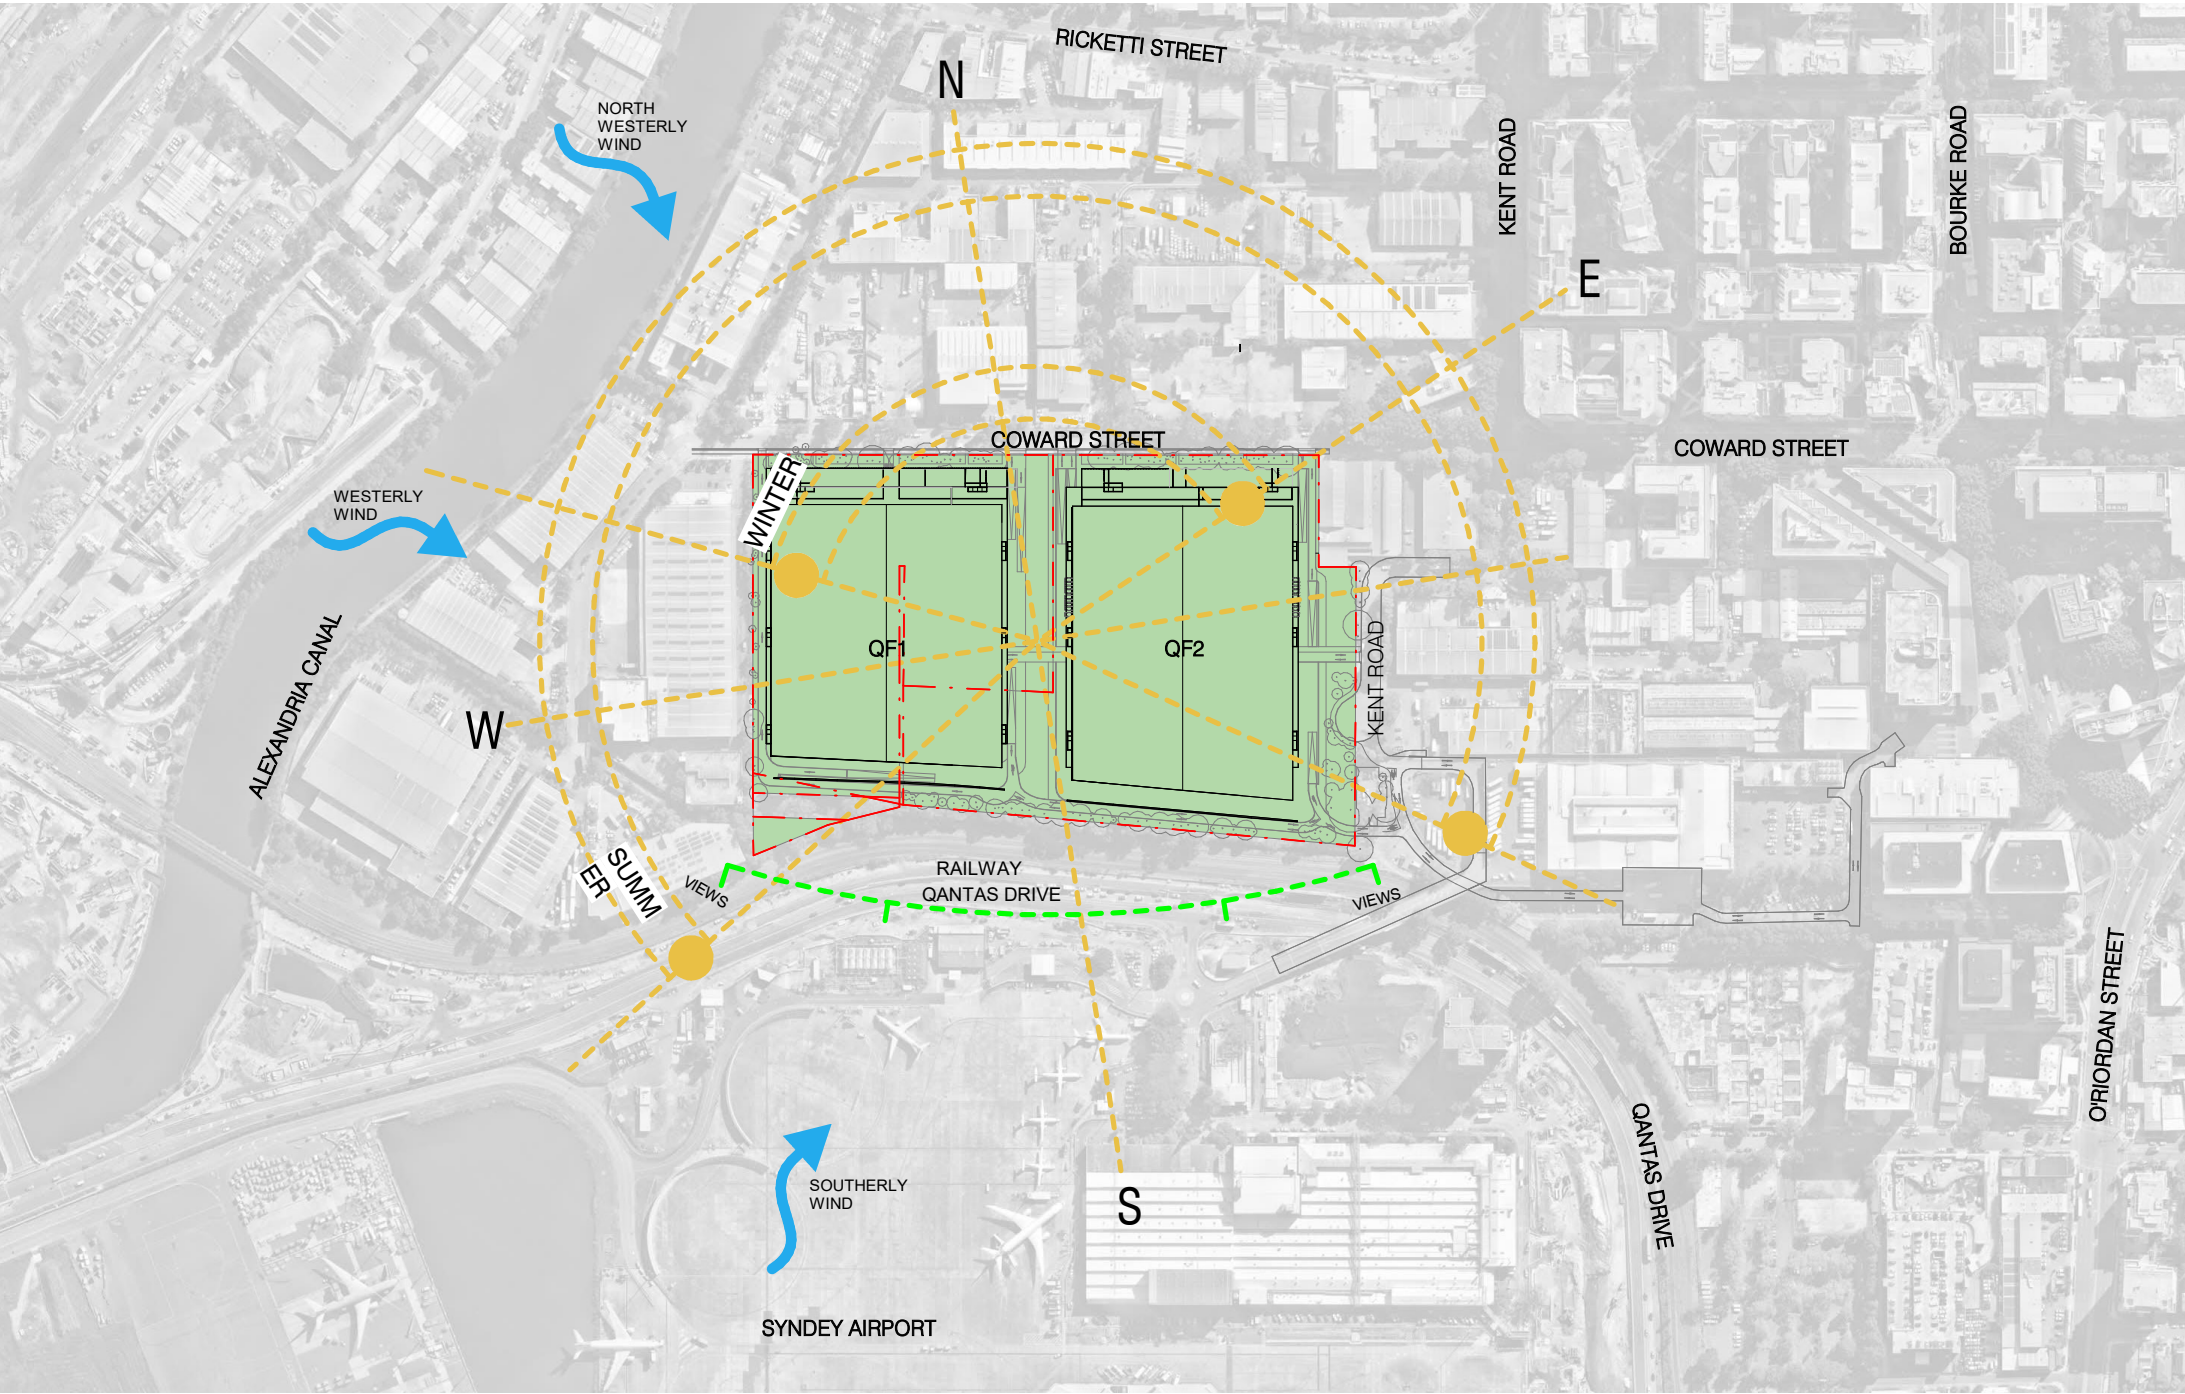 RICKETTI STREET
N
NORTH
WESTERLY
WIND
KENT ROAD
BOURKE ROAD
E
COWARD STREET
COWARD STREET
WINTER
WESTERLY
WIND
ALEXANDRIA CANAL
QF1
QF2
KENT ROAD
W
SUMM
ER
VIEWS
RAILWAY
QANTAS DRIVE
VIEWS
O'RIORDAN STREET
QANTAS DRIVE
SOUTHERLY
WIND
S
SYNDEY AIRPORT